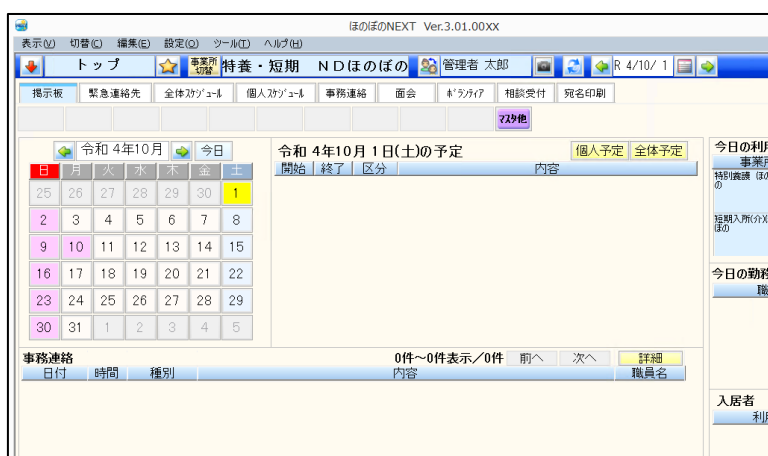 ほのぼのNEXT Ver.3.01.00XX
表示(V) 切替(C) 編集(E) 設定(O) ツール(T) ヘルプ(H)
トップ 事業所切替 特養・短期 NDほのぼの 管理者 太郎 R 4/10/ 1
掲示板 緊急連絡先 全体ｽｹｼﾞｭｰﾙ 個人ｽｹｼﾞｭｰﾙ 事務連絡 面会 ﾎﾞﾗﾝﾃｨｱ 相談受付 宛名印刷
ﾏｽﾀ他
令和 4年10月 今日
日 月 火 水 木 金 土
25 26 27 28 29 30 1
2 3 4 5 6 7 8
9 10 11 12 13 14 15
16 17 18 19 20 21 22
23 24 25 26 27 28 29
30 31 1 2 3 4 5
令和 4年10月 1日(土)の予定 個人予定 全体予定
開始 終了 区分 内容
今日の利
事業所
特別養護 ほの
の
短期入所(介)(
ほの
今日の勤務
職
事務連絡 0件～0件表示／0件 前へ 次へ 詳細
日付 時間 種別 内容 職員名
入居者
利